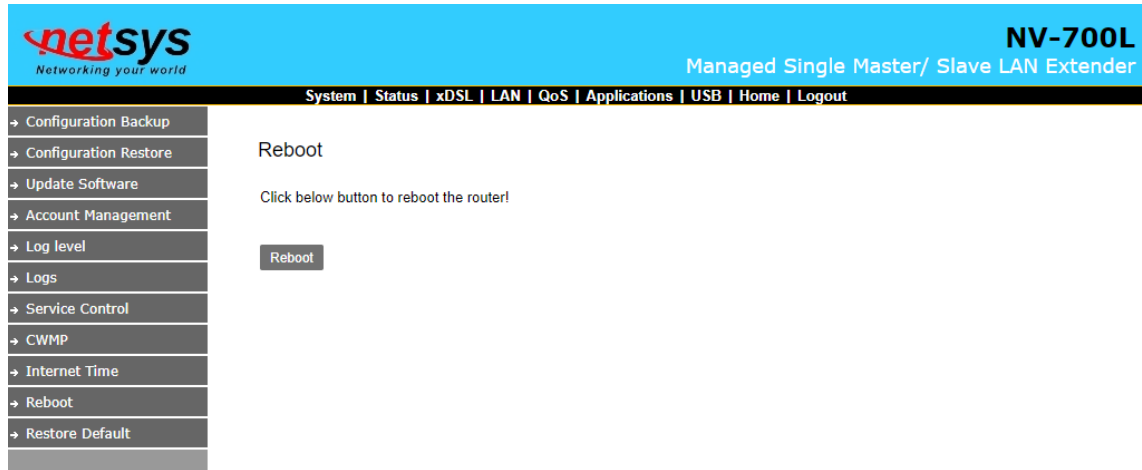 netsys
Networking your world
NV-700L
Managed Single Master/ Slave LAN Extender
System | Status | xDSL | LAN | QoS | Applications | USB | Home | Logout
Configuration Backup
Configuration Restore
Update Software
Account Management
Log level
Logs
Service Control
CWMP
Internet Time
Reboot
Restore Default
Reboot
Click below button to reboot the router!
Reboot